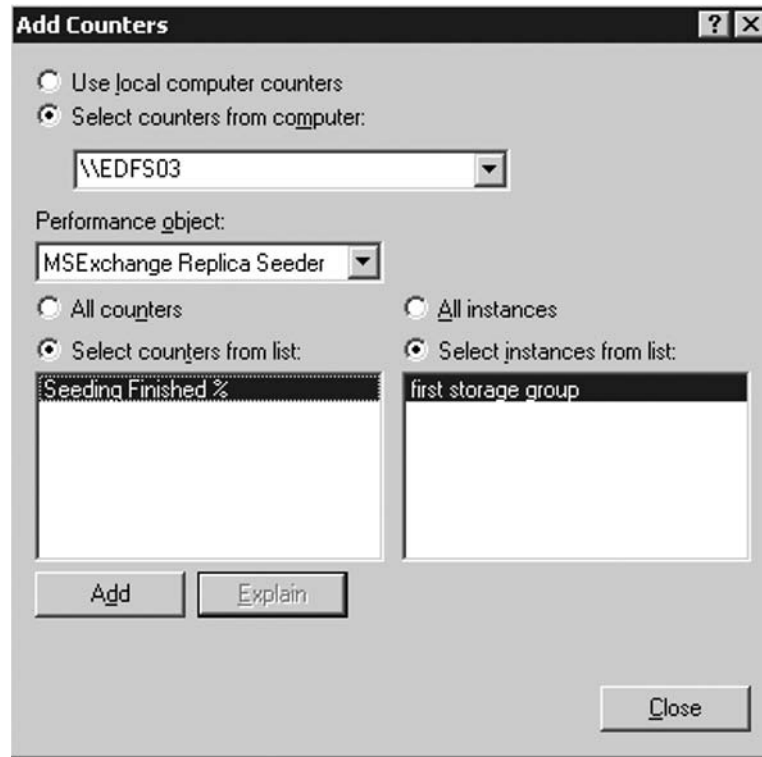 Add Counters
Use local computer counters
Select counters from computer:
\\EDFS03
Performance object:
MSExchange Replica Seeder
All counters
All instances
Select counters from list:
Select instances from list:
Seeding Finished %
first storage group
Add
Explain
Close